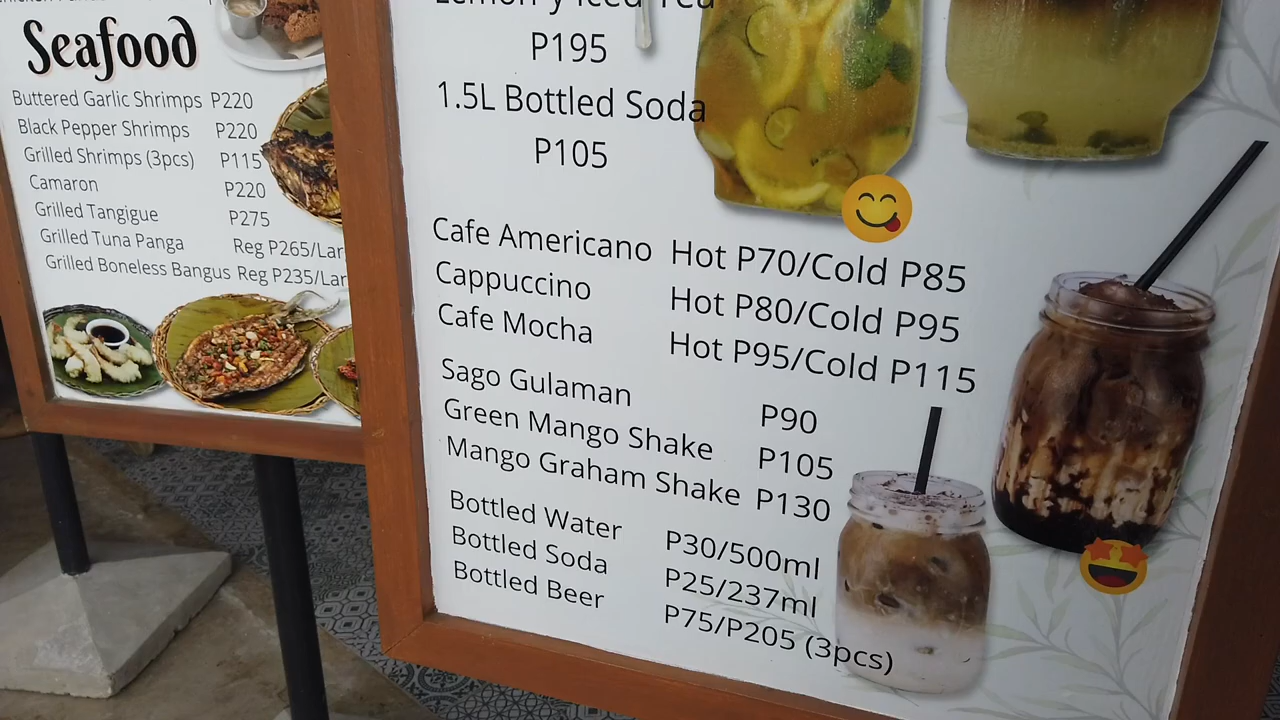 Seafood
Buttered Garlic Shrimps P220
Black Pepper Shrimps P220
Grilled Shrimps (3pcs) P115
Camaron P220
Grilled Tangigue P275
Grilled Tuna Panga Reg P265/Lar
Grilled Boneless Bangus Reg P235/Lar
Lemon-y Iced Tea
P195
1.5L Bottled Soda
P105
Cafe Americano Hot P70/Cold P85
Cappuccino Hot P80/Cold P95
Cafe Mocha Hot P95/Cold P115
Sago Gulaman P90
Green Mango Shake P105
Mango Graham Shake P130
Bottled Water P30/500ml
Bottled Soda P25/237ml
Bottled Beer P75/P205 (3pcs)